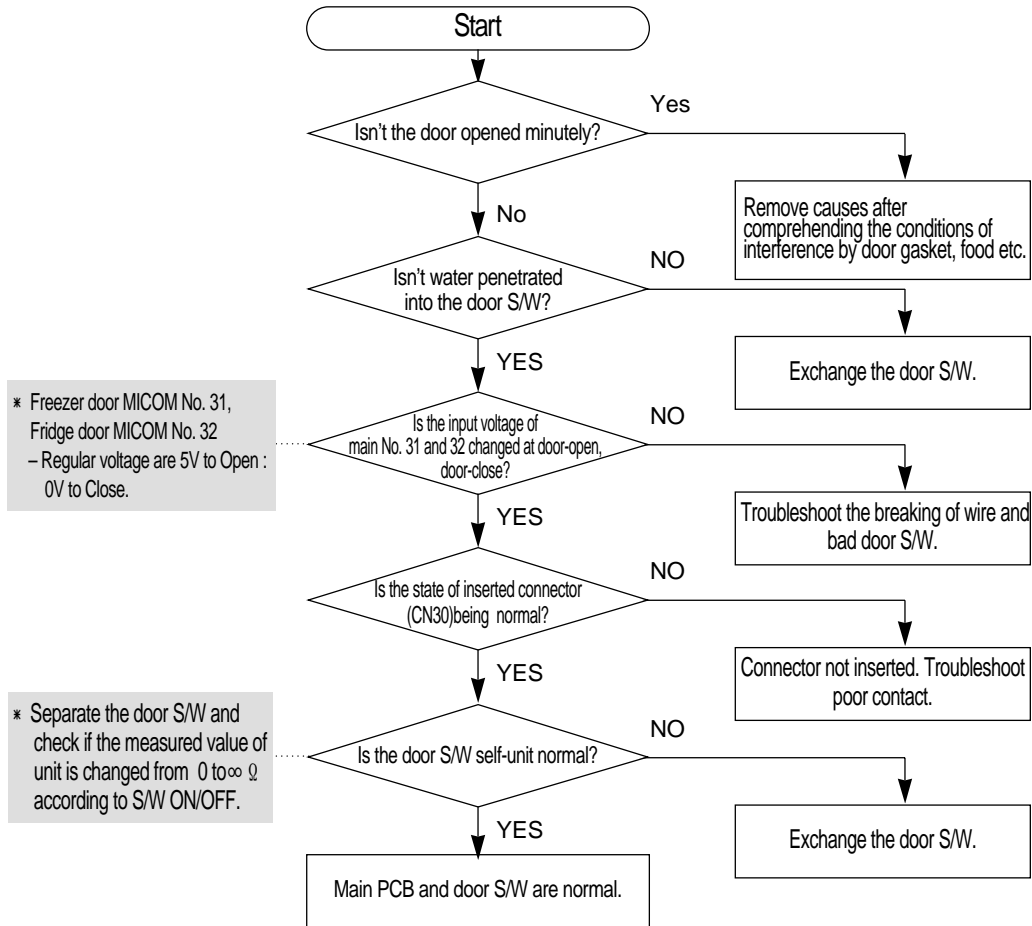 Start
Isn't the door opened minutely?
Yes
Remove causes after
comprehending the conditions of
interference by door gasket, food etc.
No
Isn't water penetrated
into the door S/W?
NO
Exchange the door S/W.
YES
* Freezer door MICOM No. 31,
Fridge door MICOM No. 32
– Regular voltage are 5V to Open :
0V to Close.
Is the input voltage of
main No. 31 and 32 changed at door-open,
door-close?
NO
Troubleshoot the breaking of wire and
bad door S/W.
YES
Is the state of inserted connector
(CN30)being normal?
NO
Connector not inserted. Troubleshoot
poor contact.
YES
* Separate the door S/W and
check if the measured value of
unit is changed from 0 to∞ Ω
according to S/W ON/OFF.
Is the door S/W self-unit normal?
NO
Exchange the door S/W.
YES
Main PCB and door S/W are normal.